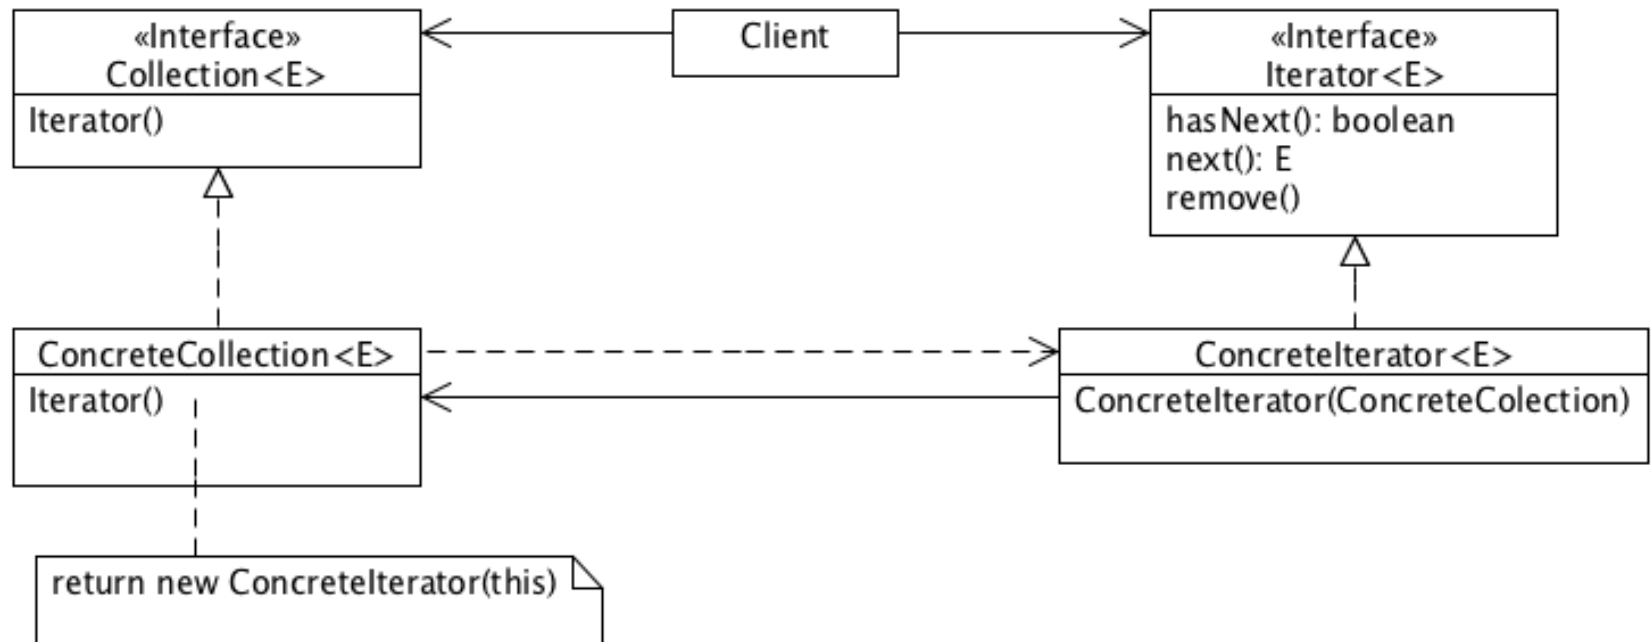 «Interface»
Collection<E>
Iterator()
Client
«Interface»
Iterator<E>
hasNext(): boolean
next(): E
remove()
ConcreteCollection<E>
Iterator()
ConcreteIterator<E>
ConcreteIterator(ConcreteColection)
return new ConcreteIterator(this)